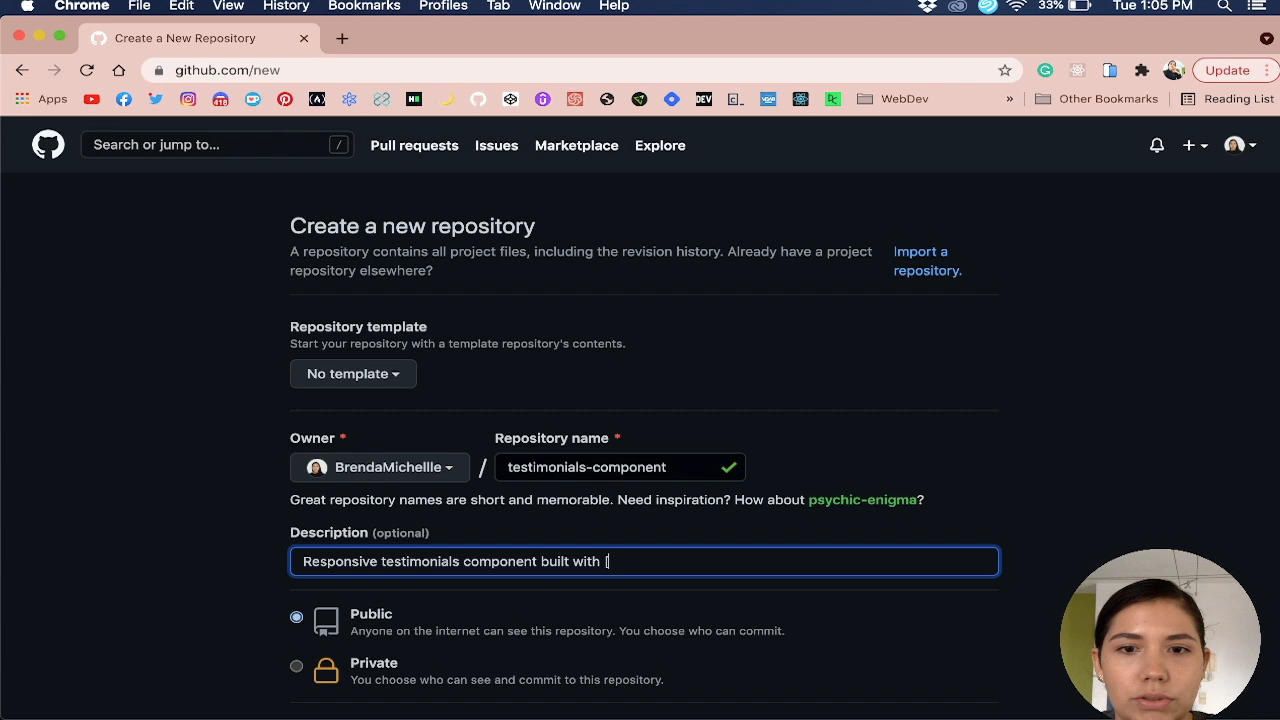 Chrome File Edit View History Bookmarks Profiles Tab Window Help 33% Tue 1:05 PM
Create a New Repository
github.com/new Update
Apps DEV WebDev » Other Bookmarks Reading List
Search or jump to... / Pull requests Issues Marketplace Explore
Create a new repository
A repository contains all project files, including the revision history. Already have a project
repository elsewhere?
Import a
repository.
Repository template
Start your repository with a template repository's contents.
No template
Owner * Repository name *
BrendaMichellle / testimonials-component
Great repository names are short and memorable. Need inspiration? How about psychic-enigma?
Description (optional)
Responsive testimonials component built with [
Public
Anyone on the internet can see this repository. You choose who can commit.
Private
You choose who can see and commit to this repository.